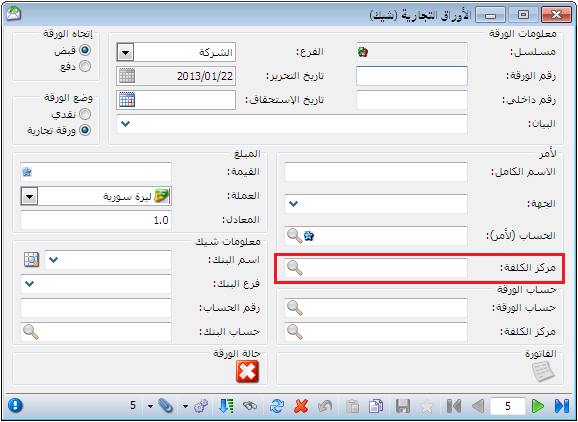 الأوراق التجارية (شيك)
معلومات الورقة
مسلسل:
الفرع:
الشركة
رقم الورقة:
تاريخ التحرير:
2013/01/22
رقم داخلي:
تاريخ الإستحقاق:
البيان:
إتجاه الورقة
قبض
دفع
وضع الورقة
نقدي
ورقة تجارية
لأمر
الاسم الكامل:
الجهة:
الحساب (لأمر):
مركز الكلفة:
المبلغ
القيمة:
العملة:
ليرة سورية
المعادل:
1.0
حساب الورقة
حساب الورقة:
مركز الكلفة:
معلومات شيك
اسم البنك:
فرع البنك:
رقم الحساب:
حساب البنك:
الفاتورة
حالة الورقة
5
5